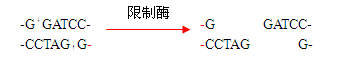 限制酶
-G GATCC- -G GATCC-
-CCTAG G- -CCTAG G-